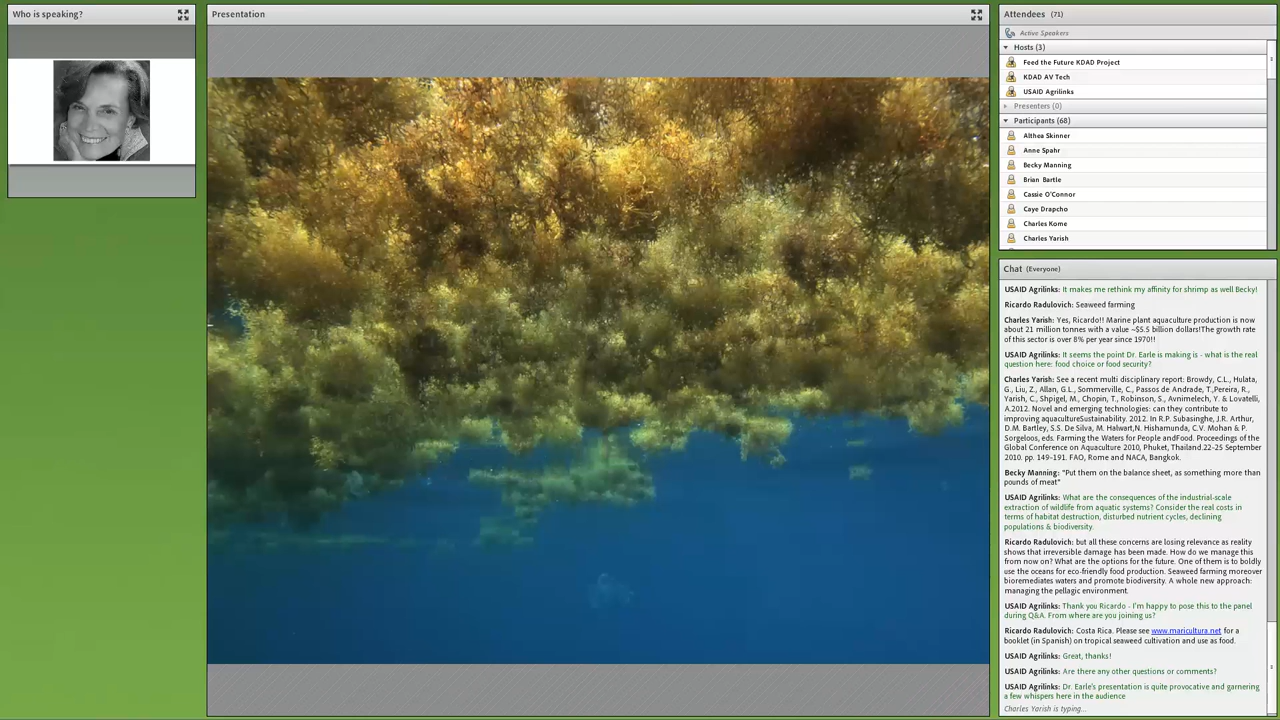 Who is speaking?
Presentation
Attendees (71)
Active Speakers
Hosts (3)
Feed the Future KDAD Project
KDAD AV Tech
USAID Agrilinks
Presenters (0)
Participants (68)
Althea Skinner
Anne Spahr
Becky Manning
Brian Bartle
Cassie O'Connor
Caye Drapcho
Charles Kome
Charles Yarish
Chat (Everyone)
USAID Agrilinks: It makes me rethink my affinity for shrimp as well Becky!
Ricardo Radulovich: Seaweed farming
Charles Yarish: Yes, Ricardo!! Marine plant aquaculture production is now
about 21 million tonnes with a value ~$5.5 billion dollars!The growth rate
of this sector is over 8% per year since 1970!!
USAID Agrilinks: It seems the point Dr. Earle is making is - what is the real
question here: food choice or food security?
Charles Yarish: See a recent multi disciplinary report: Browdy, C.L., Hulata,
G., Liu, Z., Allan, G.L., Sommerville, C., Passos de Andrade, T.,Pereira, R.,
Yarish, C., Shpigel, M., Chopin, T., Robinson, S., Avnimelech, Y. & Lovatelli,
A.2012. Novel and emerging technologies: can they contribute to
improving aquacultureSustainability. 2012. In R.P. Subasinghe, J.R. Arthur,
D.M. Bartley, S.S. De Silva, M. Halwart,N. Hishamunda, C.V. Mohan & P.
Sorgeloos, eds. Farming the Waters for People andFood. Proceedings of the
Global Conference on Aquaculture 2010, Phuket, Thailand.22–25 September
2010. pp. 149–191. FAO, Rome and NACA, Bangkok.
Becky Manning: "Put them on the balance sheet, as something more than
pounds of meat"
USAID Agrilinks: What are the consequences of the industrial-scale
extraction of wildlife from aquatic systems? Consider the real costs in
terms of habitat destruction, disturbed nutrient cycles, declining
populations & biodiversity.
Ricardo Radulovich: but all these concerns are losing relevance as reality
shows that irreversible damage has been made. How do we manage this
from now on? What are the options for the future. One of them is to boldly
use the oceans for eco-friendly food production. Seaweed farming moreover
bioremediates waters and promote biodiversity. A whole new approach:
managing the pelagic environment.
USAID Agrilinks: Thank you Ricardo - I'm happy to pose this to the panel
during Q&A. From where are you joining us?
Ricardo Radulovich: Costa Rica. Please see www.maricultura.net for a
booklet (in Spanish) on tropical seaweed cultivation and use as food.
USAID Agrilinks: Great, thanks!
USAID Agrilinks: Are there any other questions or comments?
USAID Agrilinks: Dr. Earle's presentation is quite provocative and garnering
a few whispers here in the audience
Charles Yarish is typing...